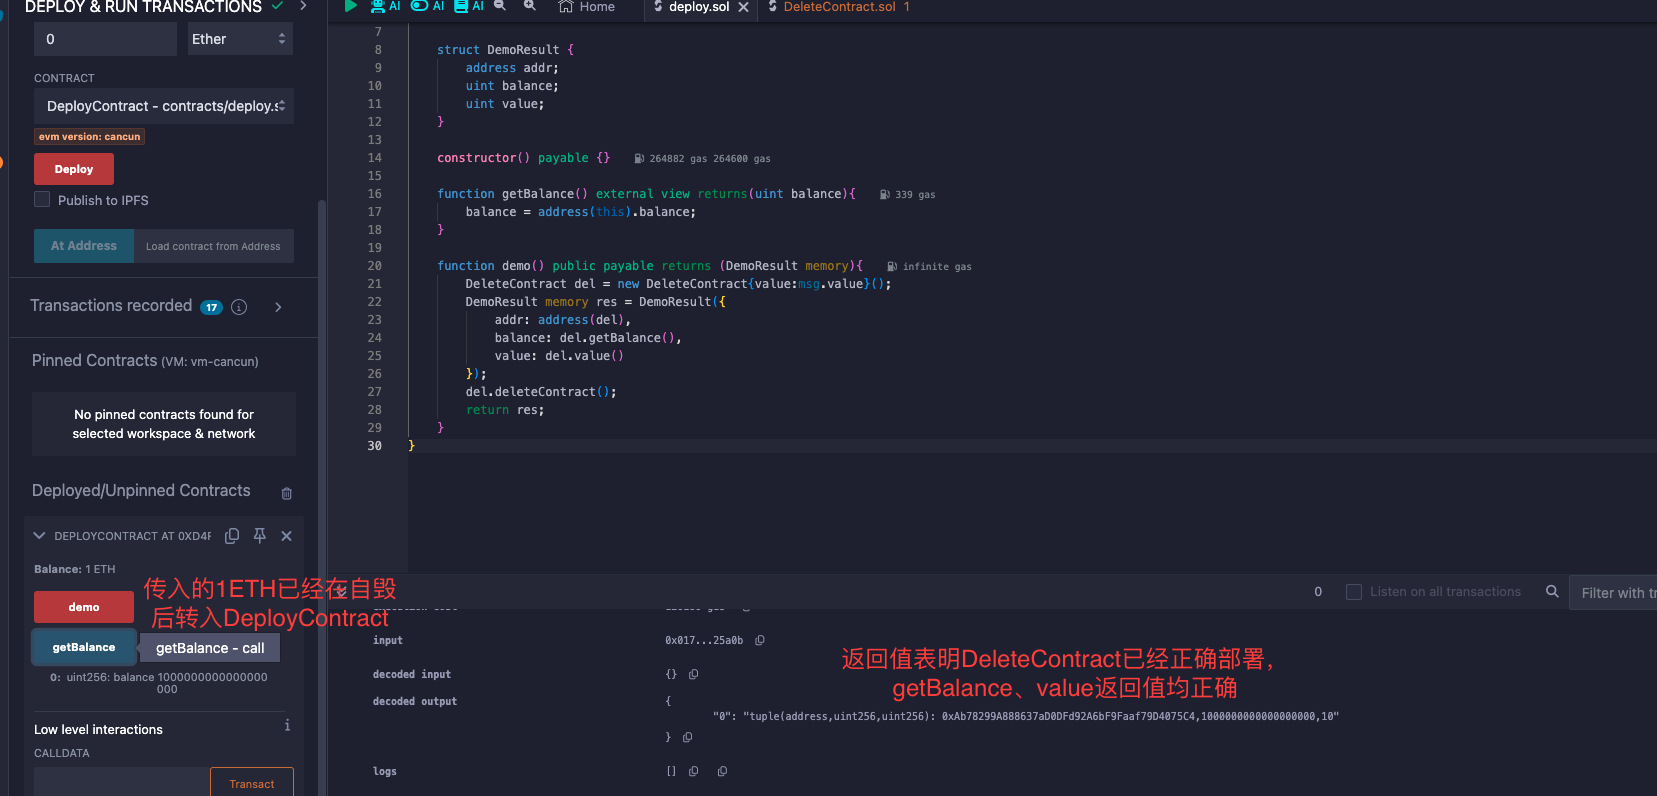 DEPLOY & RUN TRANSACTIONS
0
Ether
CONTRACT
DeployContract - contracts/deploy.s
evm version: cancun
Deploy
Publish to IPFS
At Address
Load contract from Address
Transactions recorded 17 i
Pinned Contracts (VM: vm-cancun)
No pinned contracts found for
selected workspace & network
Deployed/Unpinned Contracts
DEPLOYCONTRACT AT 0XD4F
Balance: 1 ETH
传入的1ETH已经在自毁
后转入DeployContract
demo
getBalance
getBalance - call
0: uint256: balance 1000000000000000
000
Low level interactions
i
CALLDATA
Transact
AI
AI
AI
Home
deploy.sol
DeleteContract.sol 1
7
8 struct DemoResult {
9 address addr;
10 uint balance;
11 uint value;
12 }
13
14 constructor() payable {} 264882 gas 264600 gas
15
16 function getBalance() external view returns(uint balance){ 339 gas
17 balance = address(this).balance;
18 }
19
20 function demo() public payable returns (DemoResult memory){ infinite gas
21 DeleteContract del = new DeleteContract{value:msg.value}();
22 DemoResult memory res = DemoResult({
23 addr: address(del),
24 balance: del.getBalance(),
25 value: del.value()
26 });
27 del.deleteContract();
28 return res;
29 }
30 }
0
Listen on all transactions
Filter with tr
input 0x017...25a0b
返回值表明DeleteContract已经正确部署，
getBalance、value返回值均正确
decoded input {}
decoded output {
"0": "tuple(address,uint256,uint256): 0xAb78299A888637aD0DFd92A6bF9Faaf79D4075C4,1000000000000000000,10"
}
logs []